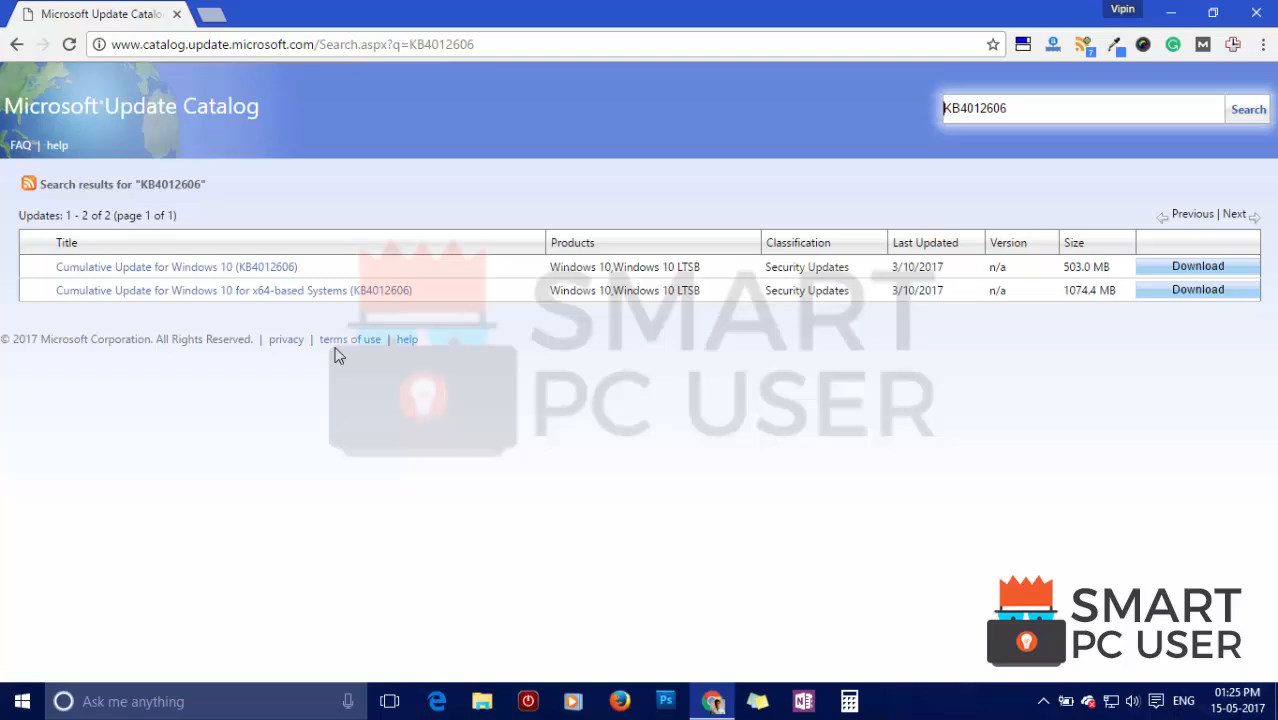 Microsoft Update Catalo
Vipin
www.catalog.update.microsoft.com/Search.aspx?q=KB4012606
7
M
Microsoft® Update Catalog
KB4012606
Search
FAQ | help
Search results for "KB4012606"
Updates: 1 - 2 of 2 (page 1 of 1)
Previous | Next
Title Products Classification Last Updated Version Size
Cumulative Update for Windows 10 (KB4012606) Windows 10,Windows 10 LTSB Security Updates 3/10/2017 n/a 503.0 MB Download
Cumulative Update for Windows 10 for x64-based Systems (KB4012606) Windows 10,Windows 10 LTSB Security Updates 3/10/2017 n/a 1074.4 MB Download
© 2017 Microsoft Corporation. All Rights Reserved. | privacy | terms of use | help
SMART
PC USER
SMART
PC USER
Ask me anything
Ps
N
ENG
01:25 PM
15-05-2017